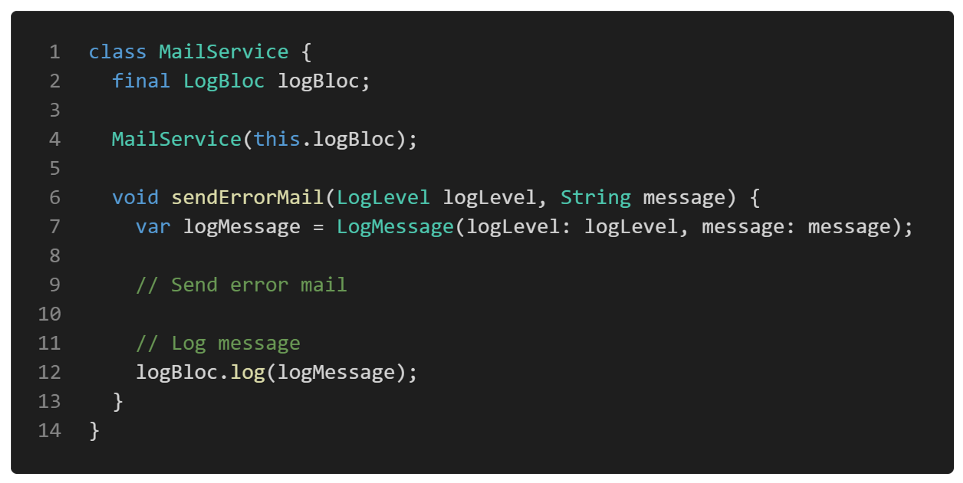 1 class MailService {
2   final LogBloc logBloc;
3
4   MailService(this.logBloc);
5
6   void sendErrorMail(LogLevel logLevel, String message) {
7     var logMessage = LogMessage(logLevel: logLevel, message: message);
8
9     // Send error mail
10
11     // Log message
12     logBloc.log(logMessage);
13   }
14 }